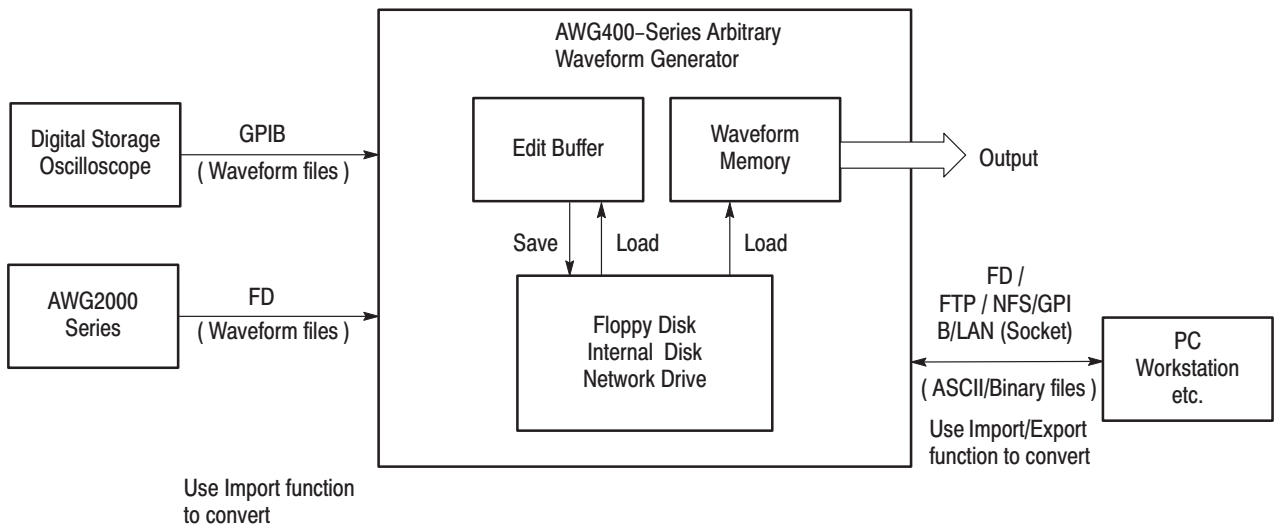 AWG400–Series Arbitrary
Waveform Generator
Digital Storage
Oscilloscope
GPIB
( Waveform files )
Edit Buffer
Waveform
Memory
Output
Save
Load
Load
AWG2000
Series
FD
( Waveform files )
Floppy Disk
Internal Disk
Network Drive
FD /
FTP / NFS/GPI
B/LAN (Socket)
( ASCII/Binary files )
PC
Workstation
etc.
Use Import/Export
function to convert
Use Import function
to convert